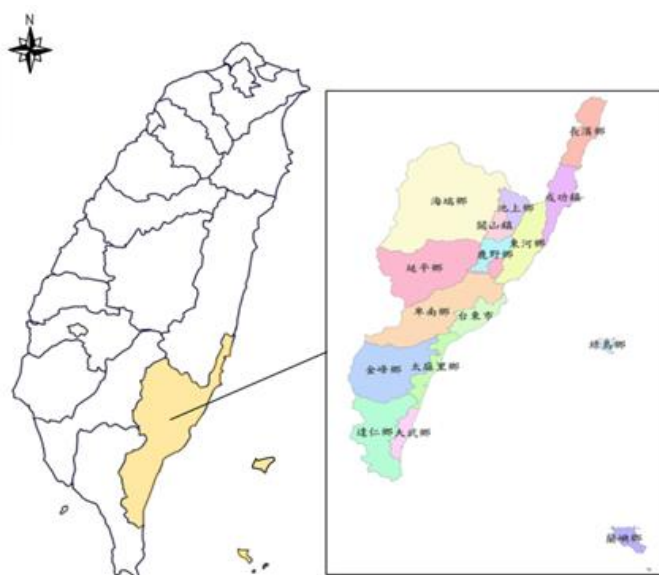 N
長濱鄉
成功鎮
海端鄉
池上鄉
關山鎮
東河鄉
鹿野鄉
延平鄉
卑南鄉
台東市
綠島鄉
金峰鄉
太麻里鄉
達仁鄉
大武鄉
蘭嶼鄉